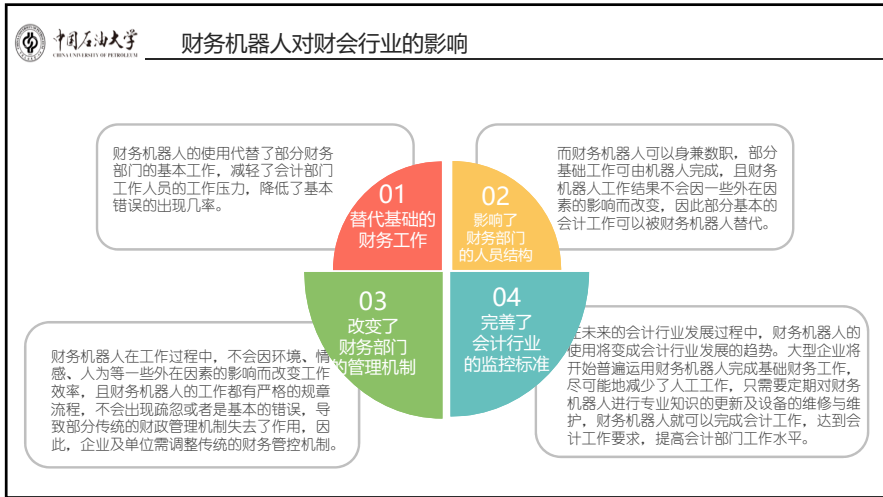 中国石油大学
CHINA UNIVERSITY OF PETROLEUM
财务机器人对财会行业的影响
财务机器人的使用代替了部分财务
部门的基本工作，减轻了会计部门
工作人员的工作压力，降低了基本
错误的出现几率。
01
替代基础的
财务工作
02
影响了
财务部门
的人员结构
而财务机器人可以身兼数职，部分
基础工作可由机器人完成，且财务
机器人工作结果不会因一些外在因
素的影响而改变，因此部分基本的
会计工作可以被财务机器人替代。
03
改变了
财务部门
的管理机制
财务机器人在工作过程中，不会因环境、情
感、人为等一些外在因素的影响而改变工作
效率，且财务机器人的工作都有严格的规章
流程，不会出现疏忽或者是基本的错误，导
致部分传统的财政管理机制失去了作用，因
此，企业及单位需调整传统的财务管控机制。
04
完善了
会计行业
的监控标准
在未来的会计行业发展过程中，财务机器人的
使用将变成会计行业发展的趋势。大型企业将
开始普遍运用财务机器人完成基础财务工作，
尽可能地减少了人工工作，只需要定期对财务
机器人进行专业知识的更新及设备的维修与维
护，财务机器人就可以完成会计工作，达到会
计工作要求，提高会计部门工作水平。